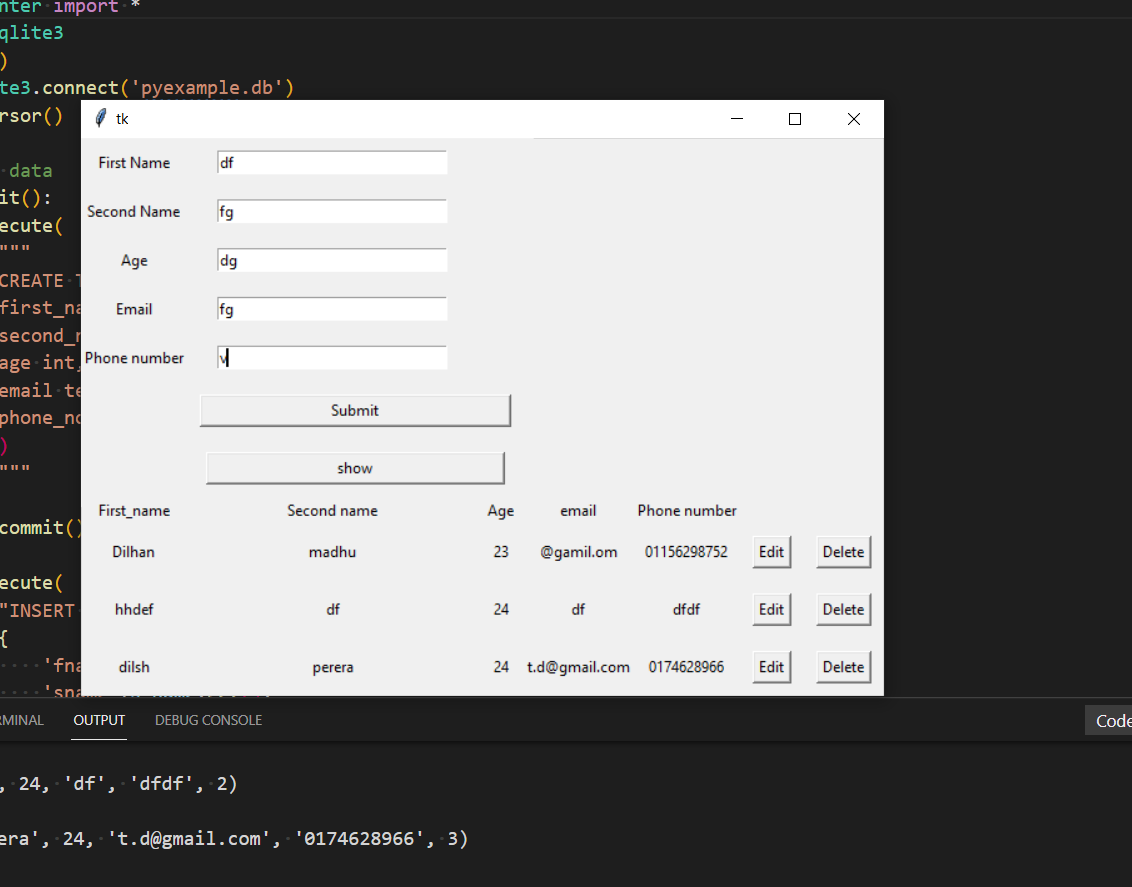 nter import *
qlite3
)
te3.connect('pyexample.db')
rsor()
data
it():
ecute(
"""
CREATE
first_na
second_
age int,
email te
phone_no
)
"""
commit()
ecute(
"INSERT
{
'fna
'sna
tk
First Name df
Second Name fg
Age dg
Email fg
Phone number v
Submit
show
First_name Second name Age email Phone number
Dilhan madhu 23 @gamil.om 01156298752 Edit Delete
hhdef df 24 df dfdf Edit Delete
dilsh perera 24 t.d@gmail.com 0174628966 Edit Delete
RMINAL OUTPUT DEBUG CONSOLE Code
, 24, 'df', 'dfdf', 2)
era', 24, 't.d@gmail.com', '0174628966', 3)